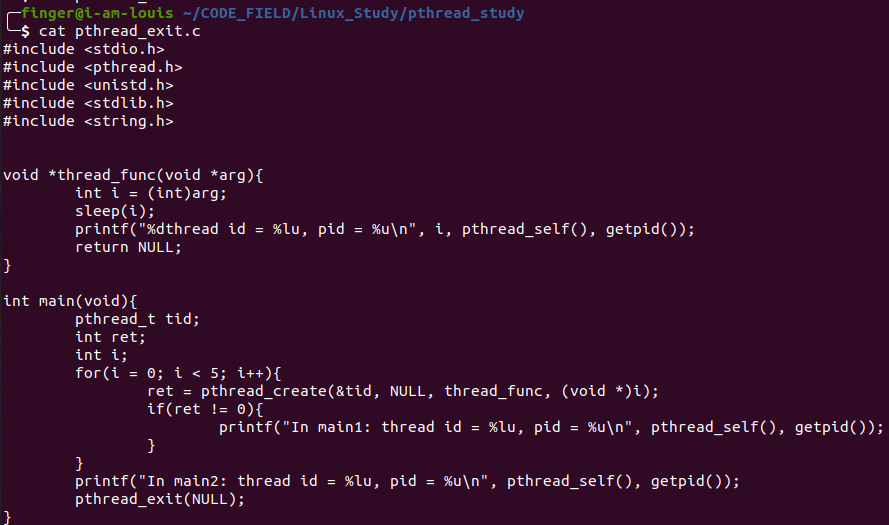 finger@i-am-louis ~/CODE_FIELD/Linux_Study/pthread_study
$ cat pthread_exit.c
#include <stdio.h>
#include <pthread.h>
#include <unistd.h>
#include <stdlib.h>
#include <string.h>
void *thread_func(void *arg){
        int i = (int)arg;
        sleep(i);
        printf("%dthread id = %lu, pid = %u\n", i, pthread_self(), getpid());
        return NULL;
}
int main(void){
        pthread_t tid;
        int ret;
        int i;
        for(i = 0; i < 5; i++){
                ret = pthread_create(&tid, NULL, thread_func, (void *)i);
                if(ret != 0){
                        printf("In main1: thread id = %lu, pid = %u\n", pthread_self(), getpid());
                }
        }
        printf("In main2: thread id = %lu, pid = %u\n", pthread_self(), getpid());
        pthread_exit(NULL);
}